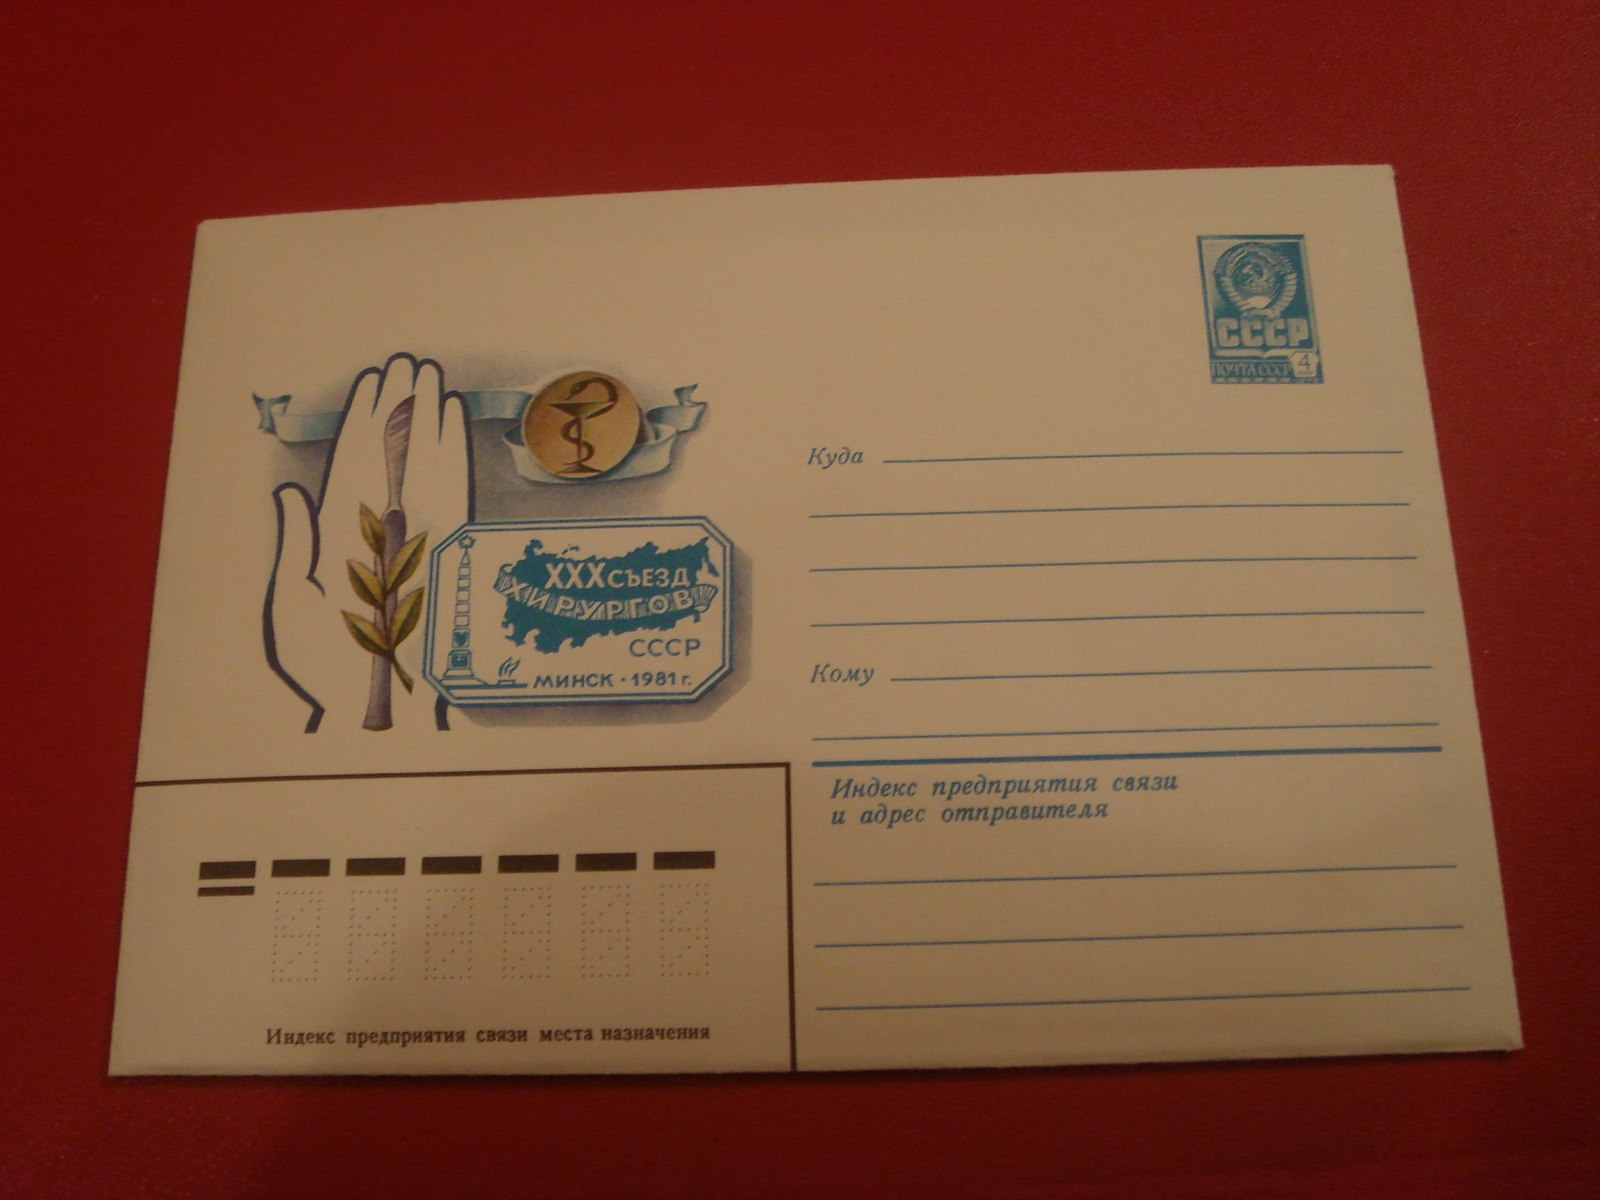 СССР
ПОЧТА СССР 4
XXX СЪЕЗД
ХИРУРГОВ
СССР
МИНСК · 1981 г.
Куда
Кому
Индекс предприятия связи
и адрес отправителя
Индекс предприятия связи места назначения